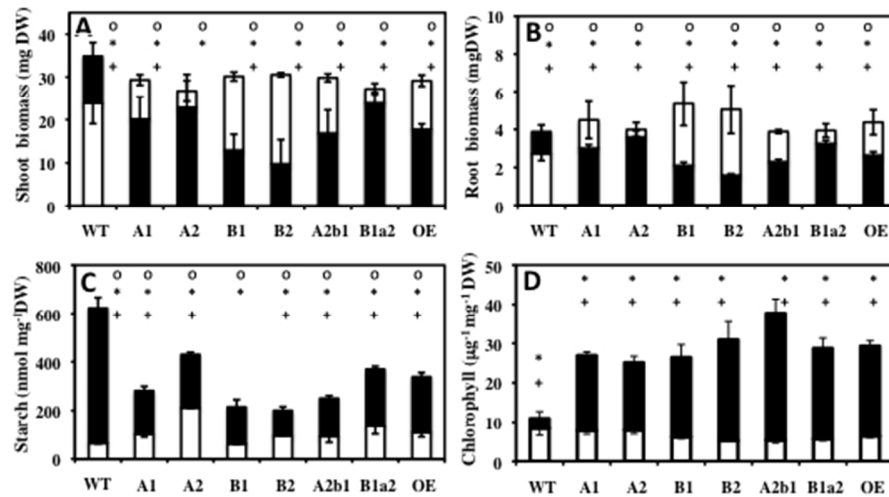 A
Shoot biomass (mg DW)
40
30
20
10
0
o o o o o o o o
* * * * * * * *
+ + + + + + +
WT A1 A2 B1 B2 A2b1 B1a2 OE
B
Root biomass (mgDW)
10
8
6
4
2
0
o o o o o o o o
* * * * * * * *
+ + + + + + + +
WT A1 A2 B1 B2 A2b1 B1a2 OE
C
Starch (nmol mg⁻¹DW)
800
600
400
200
0
o o o o o o o o
* * * * * * * *
+ + + + + + +
WT A1 A2 B1 B2 A2b1 B1a2 OE
D
Chlorophyll (µg⁻¹ mg⁻¹ DW)
50
40
30
20
10
0
* * * * * * * *
+ + + + + + + +
WT A1 A2 B1 B2 A2b1 B1a2 OE